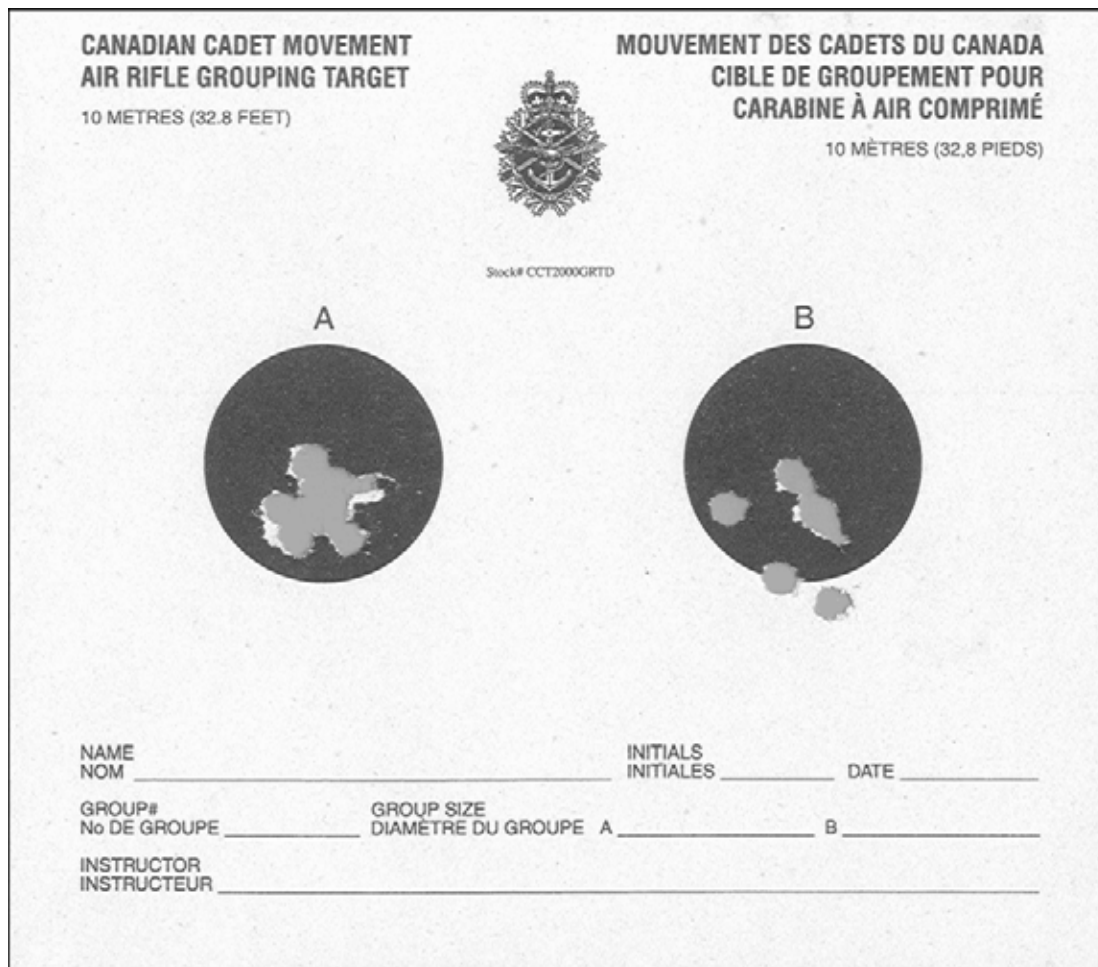 CANADIAN CADET MOVEMENT
AIR RIFLE GROUPING TARGET
10 METRES (32.8 FEET)
MOUVEMENT DES CADETS DU CANADA
CIBLE DE GROUPEMENT POUR
CARABINE À AIR COMPRIMÉ
10 MÈTRES (32,8 PIEDS)
Stock# CCT2000GRTD
A
B
NAME
NOM
INITIALS
INITIALES
DATE
GROUP#
No DE GROUPE
GROUP SIZE
DIAMÈTRE DU GROUPE A
B
INSTRUCTOR
INSTRUCTEUR